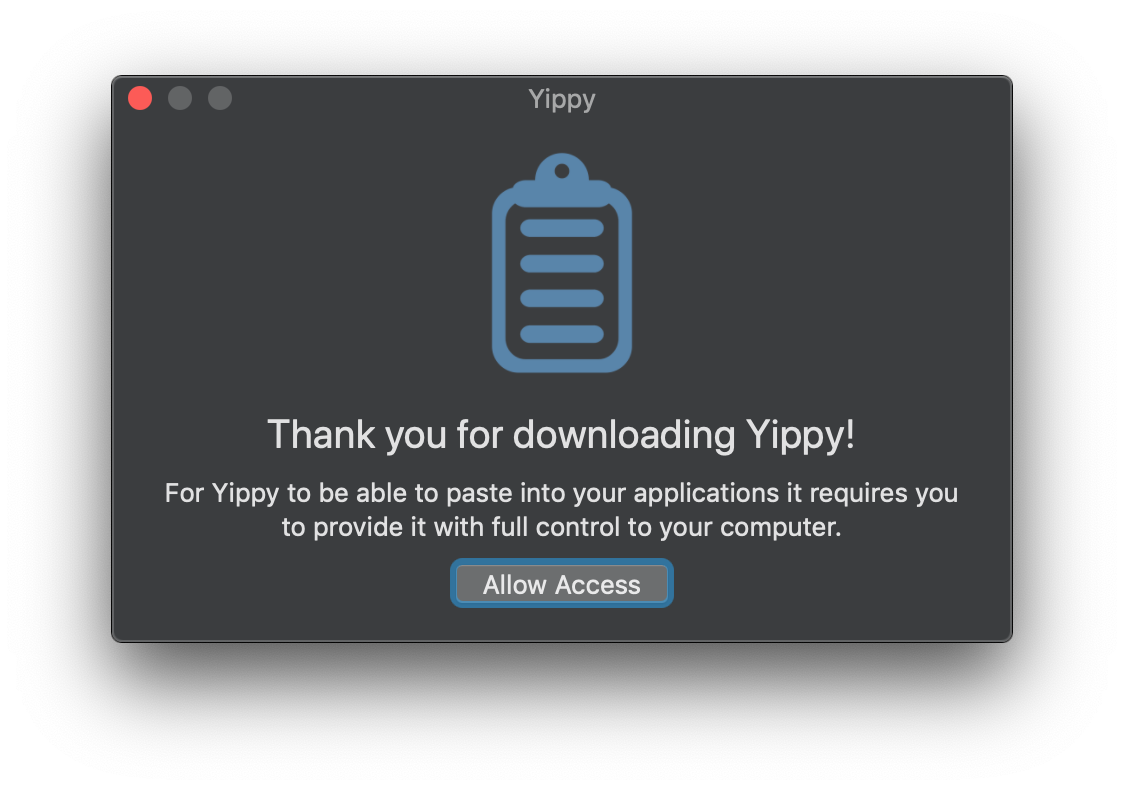 Yippy
Thank you for downloading Yippy!
For Yippy to be able to paste into your applications it requires you
to provide it with full control to your computer.
Allow Access